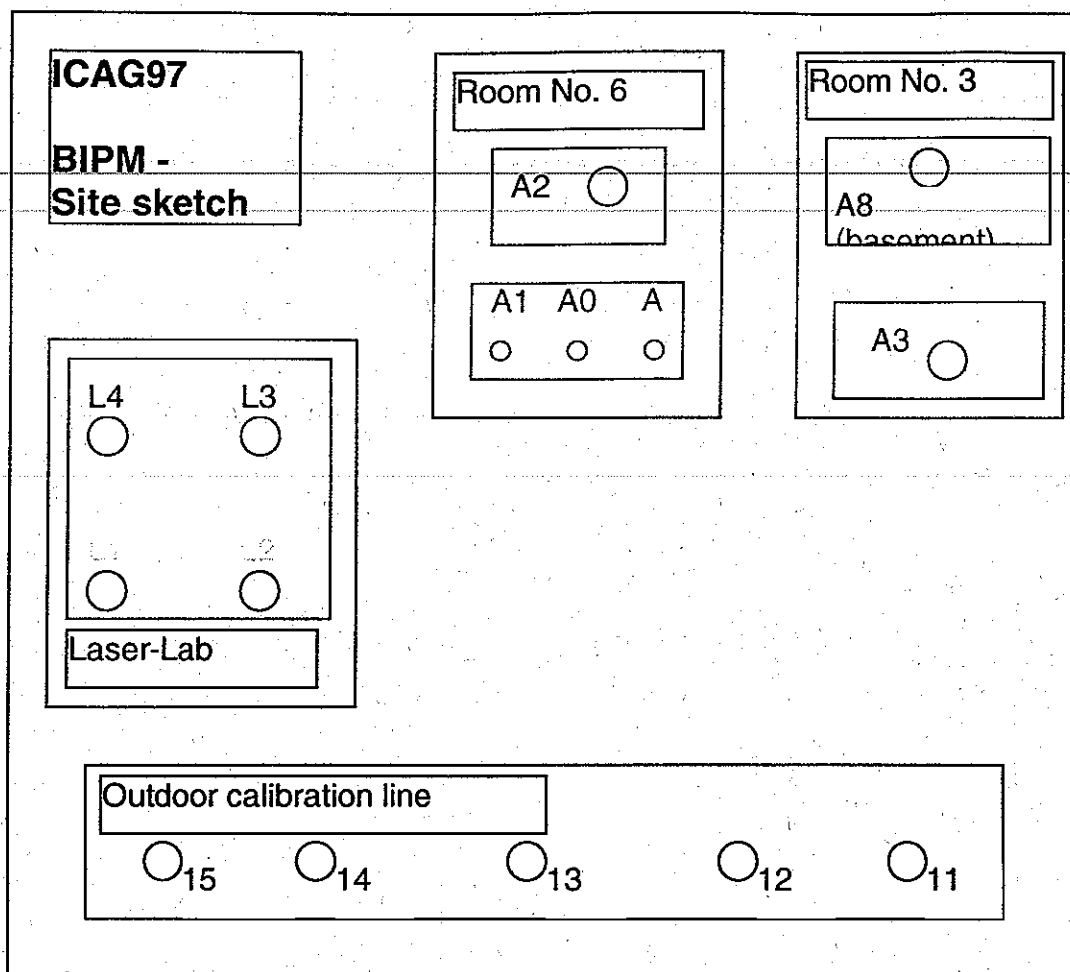 ICAG97
BIPM -
Site sketch
Room No. 6
A2
A1 A0 A
Room No. 3
A8
(basement)
A3
L4 L3
L2
Laser-Lab
Outdoor calibration line
15 14 13 12 11